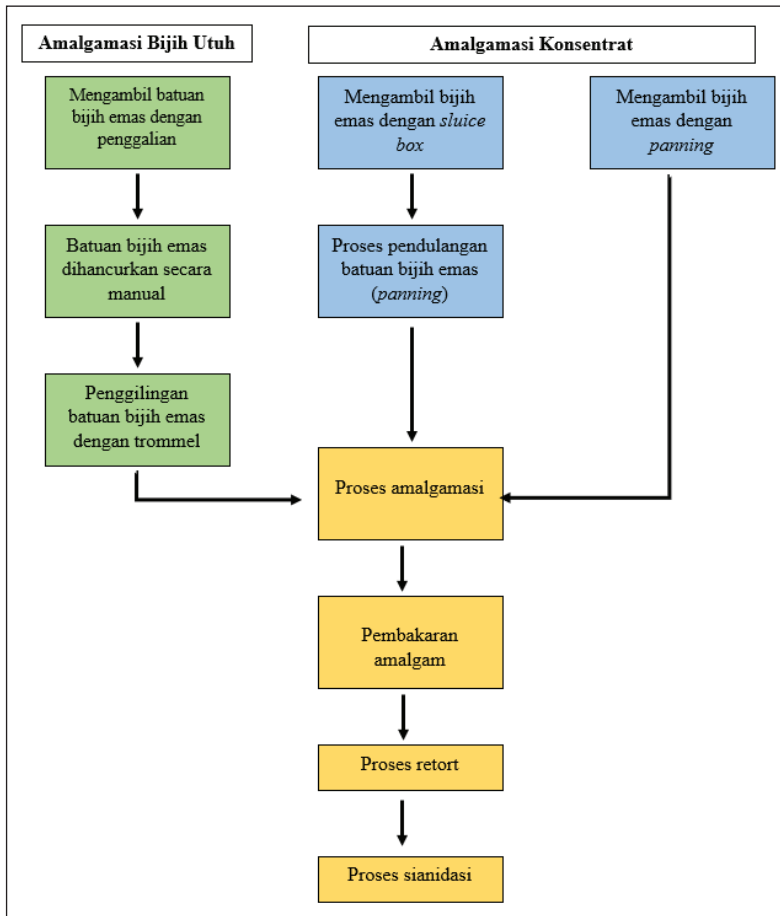 Amalgamasi Bijih Utuh
Amalgamasi Konsentrat
Mengambil batuan
bijih emas dengan
penggalian
Mengambil bijih
emas dengan sluice
box
Mengambil bijih
emas dengan
panning
Batuan bijih emas
dihancurkan secara
manual
Proses pendulangan
batuan bijih emas
(panning)
Penggilingan
batuan bijih emas
dengan trommel
Proses amalgamasi
Pembakaran
amalgam
Proses retort
Proses sianidasi